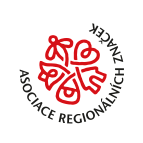 ASOCIACE REGIONÁLNÍCH ZNAČEK